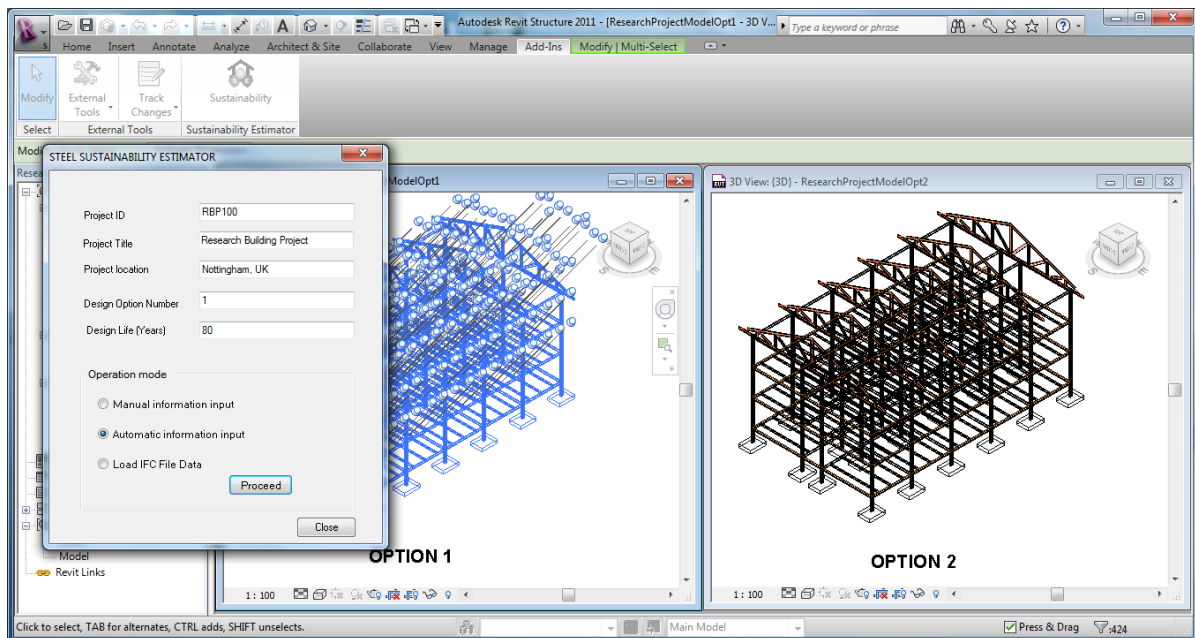 Autodesk Revit Structure 2011 - [ResearchProjectModelOpt1 - 3D V...
Type a keyword or phrase
Home Insert Annotate Analyze Architect & Site Collaborate View Manage Add-Ins Modify | Multi-Select
Modify
External Tools
Track Changes
Sustainability
Select External Tools Sustainability Estimator
STEEL SUSTAINABILITY ESTIMATOR
Project ID RBP100
Project Title Research Building Project
Project location Nottingham, UK
Design Option Number 1
Design Life (Years) 80
Operation mode
Manual information input
Automatic information input
Load IFC File Data
Proceed
Close
Model
Revit Links
ModelOpt1
OPTION 1
1 : 100
3D View: {3D} - ResearchProjectModelOpt2
OPTION 2
1 : 100
Click to select, TAB for alternates, CTRL adds, SHIFT unselects.
Main Model
Press & Drag
:424